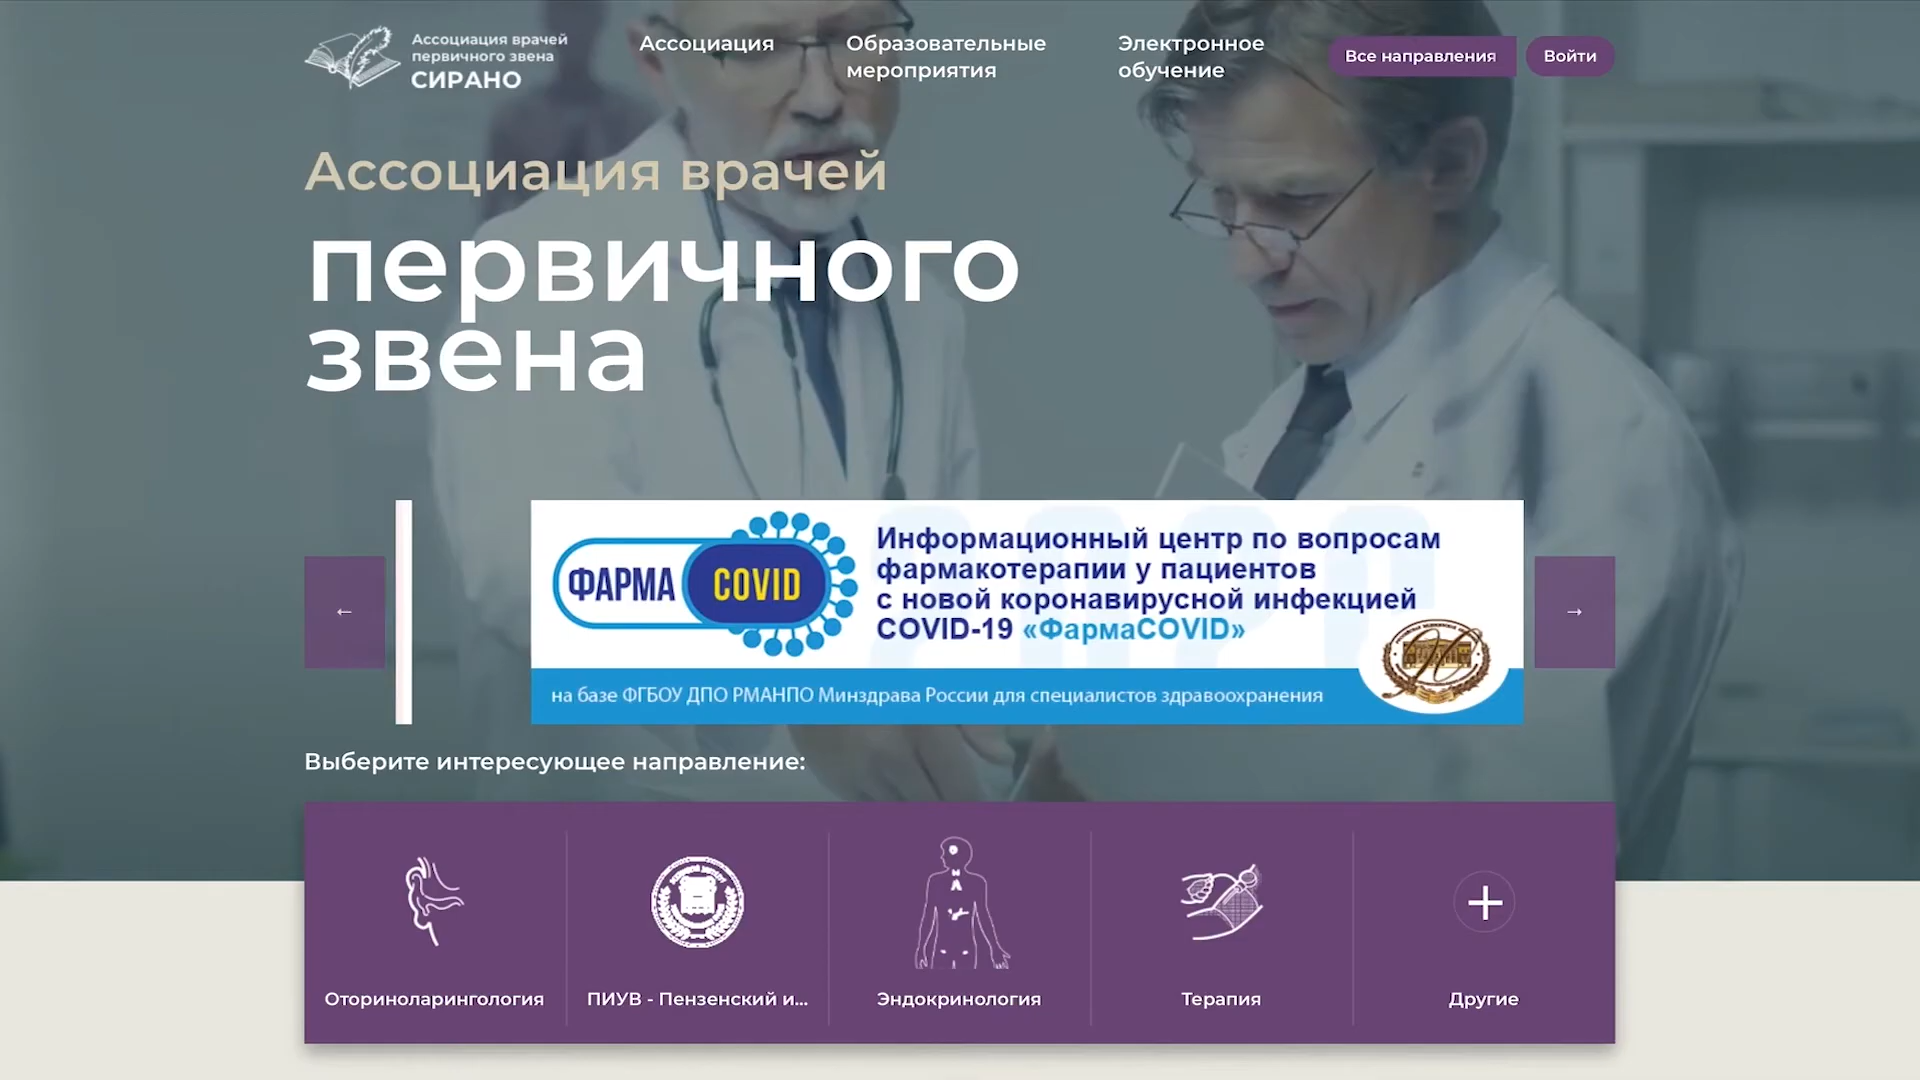 Ассоциация врачей
первичного звена
СИРАНО
Ассоциация
Образовательные
мероприятия
Электронное
обучение
Все направления
Войти
Ассоциация врачей
первичного
звена
←
ФАРМА COVID
Информационный центр по вопросам
фармакотерапии у пациентов
с новой коронавирусной инфекцией
COVID-19 «ФармаCOVID»
на базе ФГБОУ ДПО РМАНПО Минздрава России для специалистов здравоохранения
→
Выберите интересующее направление:
Оториноларингология
ПИУВ - Пензенский и...
Эндокринология
Терапия
Другие